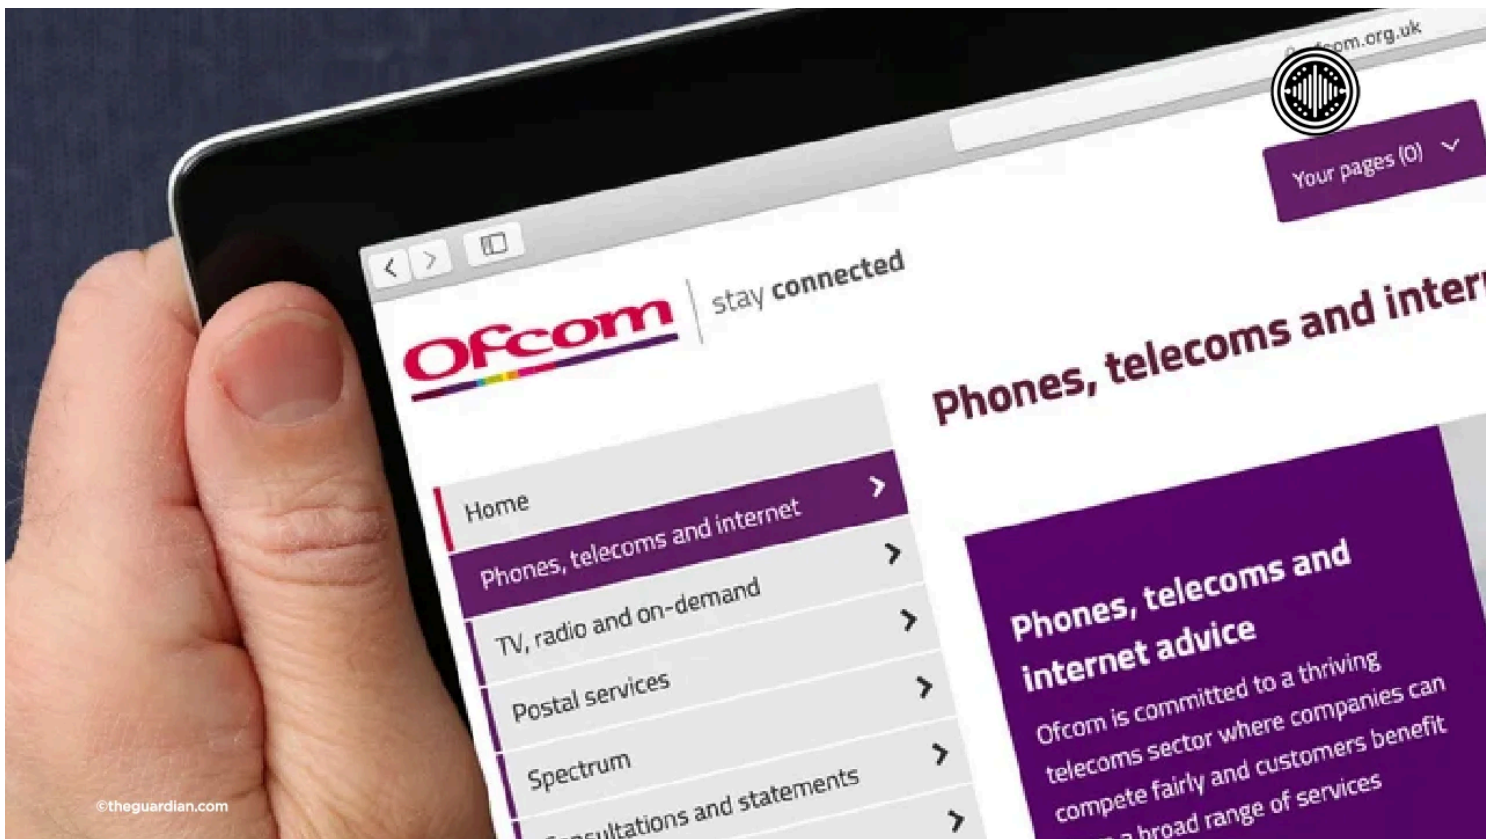 ofcom.org.uk
Your pages (0)
Ofcom
stay connected
Phones, telecoms and inter
Home
Phones, telecoms and internet
TV, radio and on-demand
Postal services
Spectrum
Consultations and statements
Phones, telecoms and
internet advice
Ofcom is committed to a thriving
telecoms sector where companies can
compete fairly and customers benefit
a broad range of services
©theguardian.com